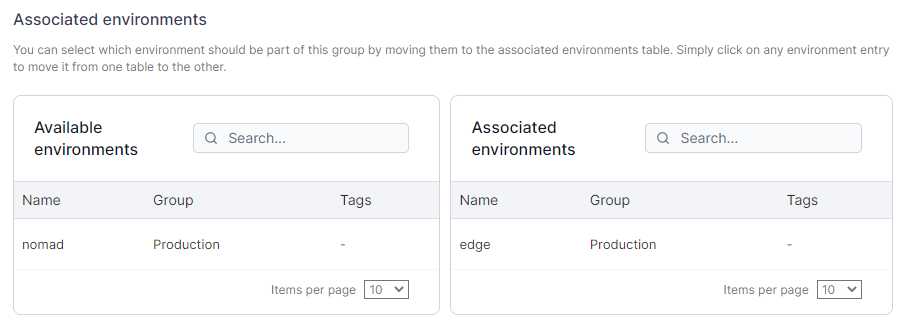 Associated environments
You can select which environment should be part of this group by moving them to the associated environments table. Simply click on any environment entry
to move it from one table to the other.
Available
environments
Search...
Name Group Tags
nomad Production -
Items per page 10
Associated
environments
Search...
Name Group Tags
edge Production -
Items per page 10